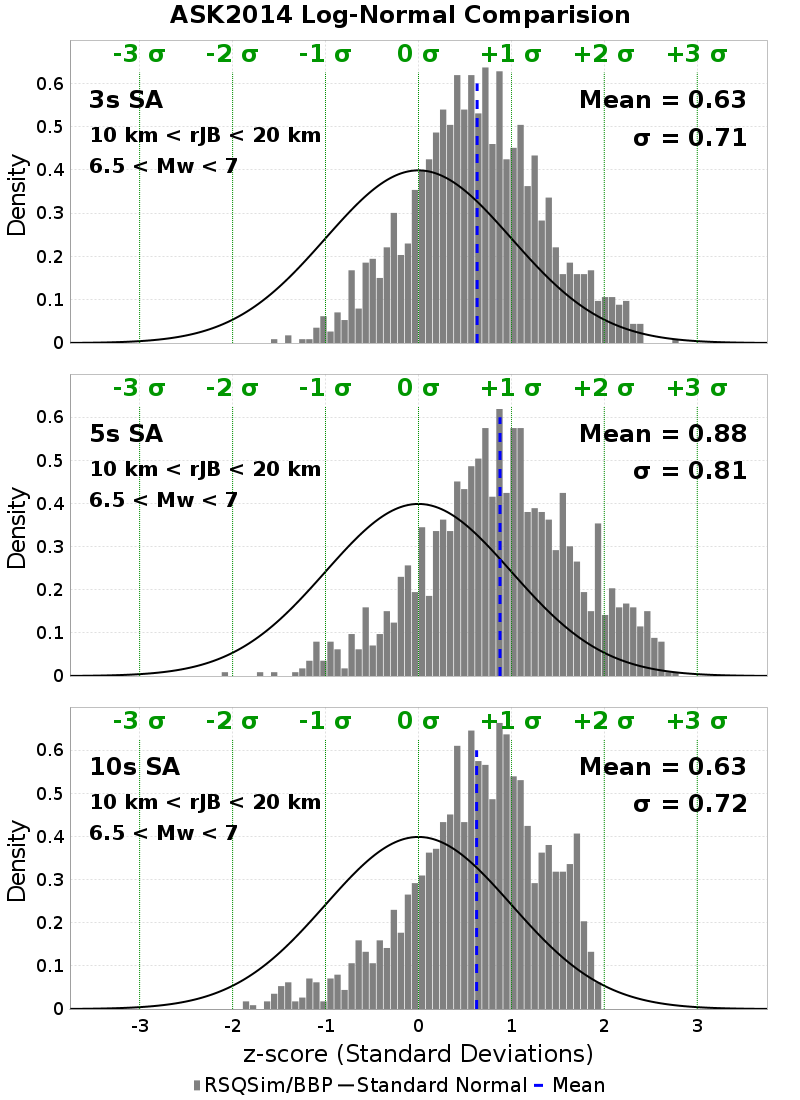 ASK2014 Log-Normal Comparision
-3 σ -2 σ -1 σ 0 σ +1 σ +2 σ +3 σ
3s SA
10 km < rJB < 20 km
6.5 < Mw < 7
Mean = 0.63
σ = 0.71
Density
0.6
0.5
0.4
0.3
0.2
0.1
0
-3 σ -2 σ -1 σ 0 σ +1 σ +2 σ +3 σ
5s SA
10 km < rJB < 20 km
6.5 < Mw < 7
Mean = 0.88
σ = 0.81
Density
0.6
0.5
0.4
0.3
0.2
0.1
0
-3 σ -2 σ -1 σ 0 σ +1 σ +2 σ +3 σ
10s SA
10 km < rJB < 20 km
6.5 < Mw < 7
Mean = 0.63
σ = 0.72
Density
0.6
0.5
0.4
0.3
0.2
0.1
0
-3 -2 -1 0 1 2 3
z-score (Standard Deviations)
RSQSim/BBP Standard Normal Mean